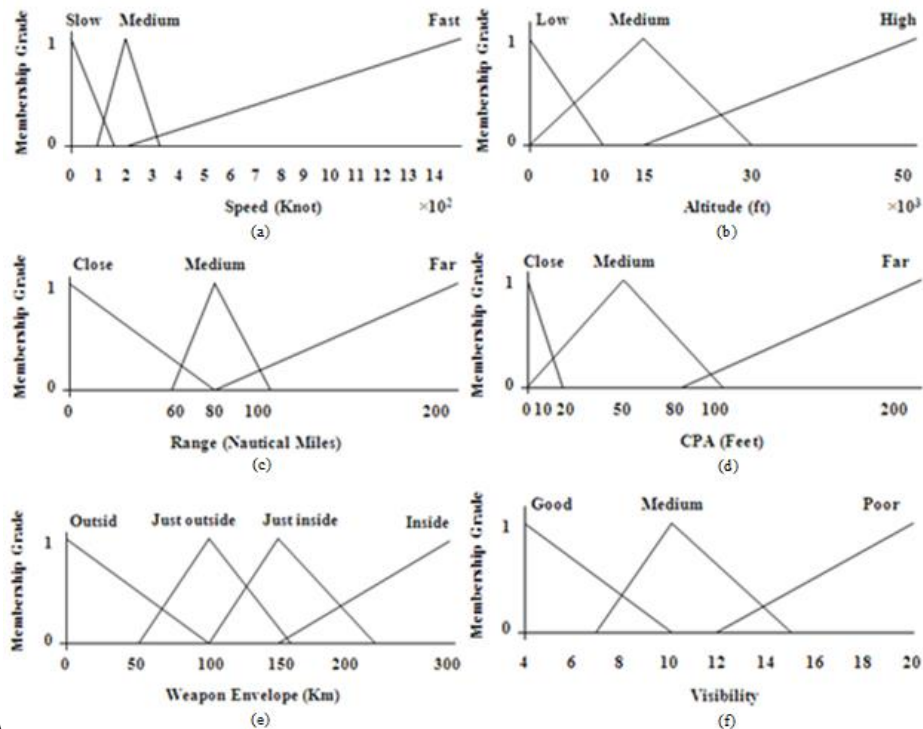 Slow Medium Fast
Membership Grade
1
0
0 1 2 3 4 5 6 7 8 9 10 11 12 13 14
Speed (Knot) ×10²
(a)
Low Medium High
Membership Grade
1
0
0 10 15 30 50
Altitude (ft) ×10³
(b)
Close Medium Far
Membership Grade
1
0
0 60 80 100 200
Range (Nautical Miles)
(c)
Close Medium Far
Membership Grade
1
0
0 10 20 50 80 100 200
CPA (Feet)
(d)
Outsid Just outside Just inside Inside
Membership Grade
1
0
0 50 100 150 200 300
Weapon Envelope (Km)
(e)
Good Medium Poor
Membership Grade
1
0
4 6 8 10 12 14 16 18 20
Visibility
(f)